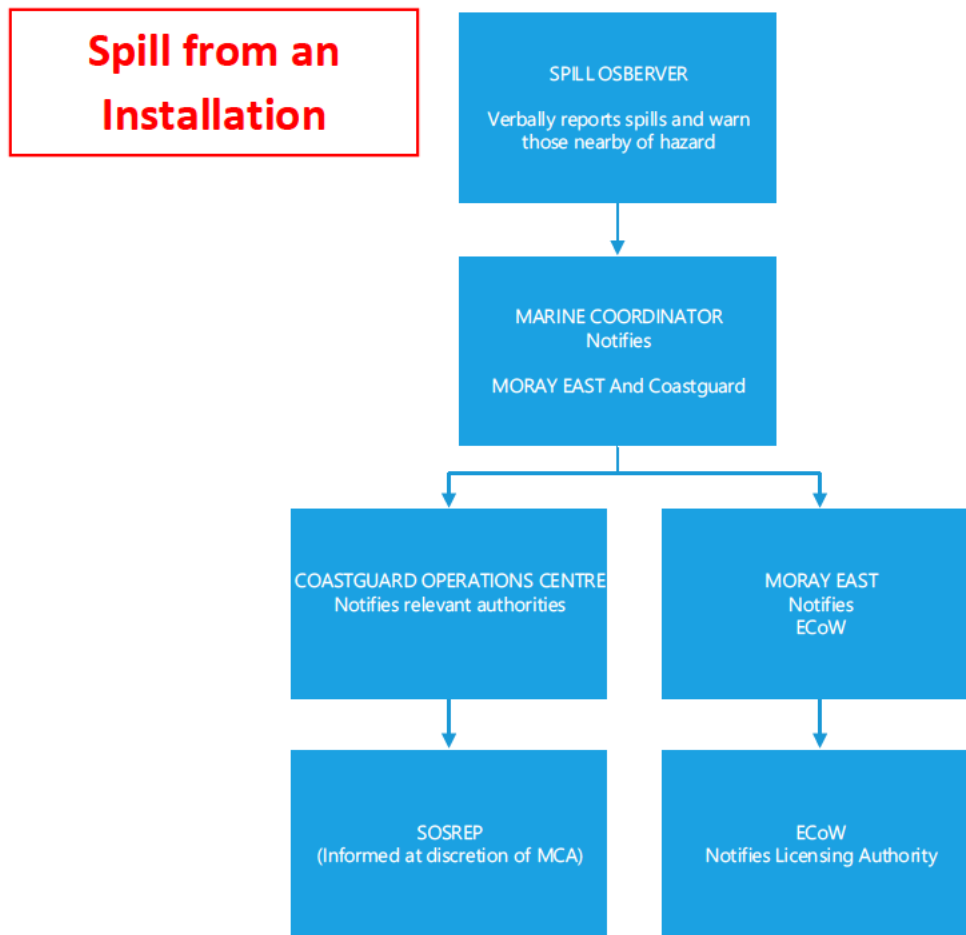 Spill from an
Installation
SPILL OSBERVER
Verbally reports spills and warn
those nearby of hazard
MARINE COORDINATOR
Notifies
MORAY EAST And Coastguard
COASTGUARD OPERATIONS CENTRE
Notifies relevant authorities
MORAY EAST
Notifies
ECoW
SOSREP
(Informed at discretion of MCA)
ECoW
Notifies Licensing Authority